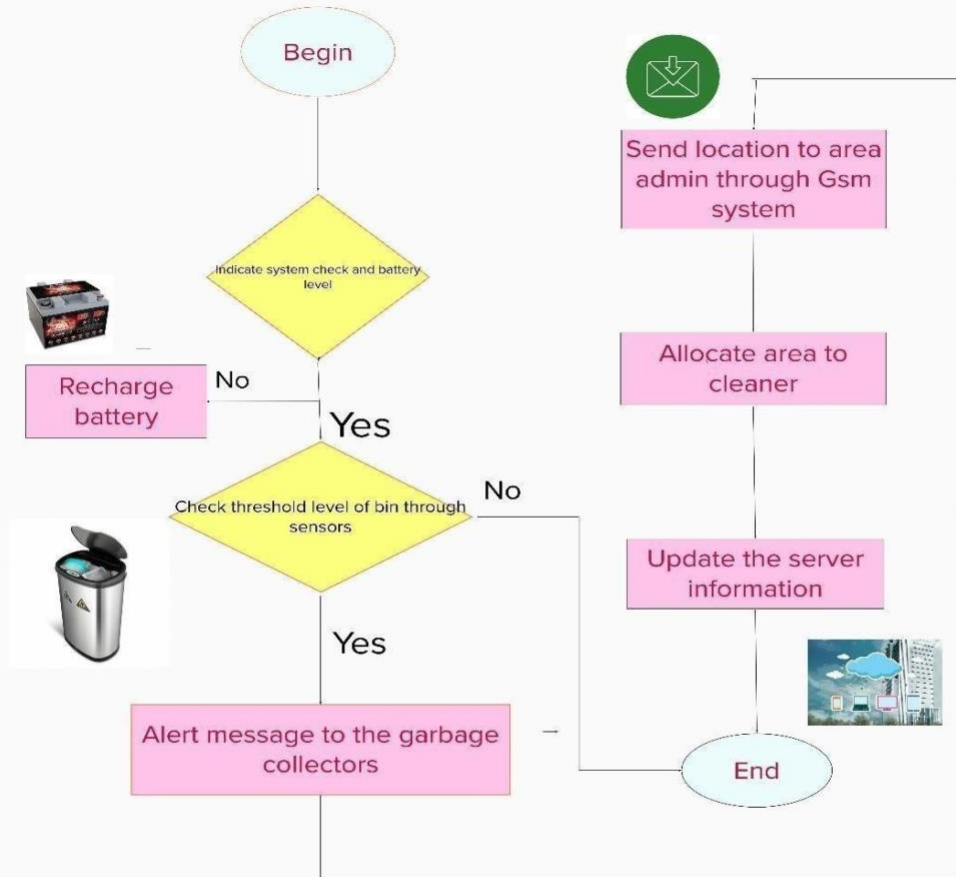 Begin
Indicate system check and battery
level
No
Recharge
battery
Yes
Check threshold level of bin through
sensors
No
Yes
Alert message to the garbage
collectors
Send location to area
admin through Gsm
system
Allocate area to
cleaner
Update the server
information
End